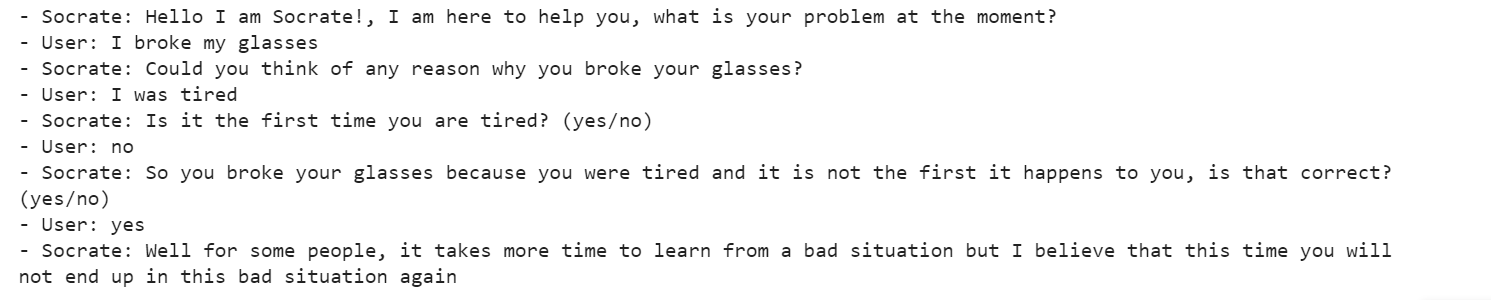 - Socrate: Hello I am Socrate!, I am here to help you, what is your problem at the moment?
- User: I broke my glasses
- Socrate: Could you think of any reason why you broke your glasses?
- User: I was tired
- Socrate: Is it the first time you are tired? (yes/no)
- User: no
- Socrate: So you broke your glasses because you were tired and it is not the first it happens to you, is that correct?
(yes/no)
- User: yes
- Socrate: Well for some people, it takes more time to learn from a bad situation but I believe that this time you will
not end up in this bad situation again